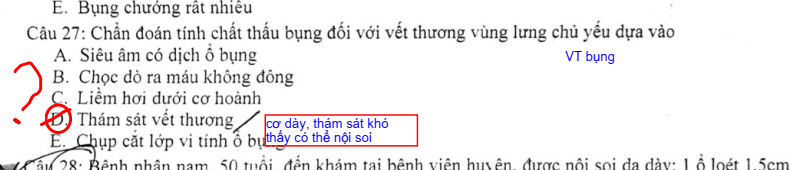 E. Bụng chướng rất nhiều
Câu 27: Chẩn đoán tính chất thấu bụng đối với vết thương vùng lưng chủ yếu dựa vào
A. Siêu âm có dịch ổ bụng
VT bụng
B. Chọc dò ra máu không đông
C. Liềm hơi dưới cơ hoành
D. Thám sát vết thương
cơ dày, thám sát khó
thấy có thể nội soi
E. Chụp cắt lớp vi tính ổ
Câu 28: Bệnh nhân nam, 50 tuổi, đến khám tại bệnh viện huyện, được nội soi dạ dày: 1 ổ loét 1,5cm